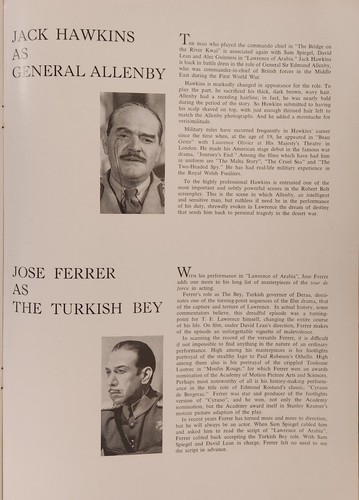 JACK HAWKINS
AS
GENERAL ALLENBY
The man who played the commando chief in "The Bridge on
the River Kwai" is associated again with Sam Spiegel, David
Lean and Alec Guinness in "Lawrence of Arabia." Jack Hawkins
is back in battle dress in the role of General Sir Edmund Allenby,
who was commander-in-chief of British forces in the Middle
East during the First World War.
Hawkins is markedly changed in appearance for the role. To
play the part, he sacrificed his thick, dark brown, wavy hair.
Allenby had a receding hairline; in fact, he was nearly bald
during the period of the story. So Hawkins submitted to having
his scalp shaved on top, with just enough thinned hair left to
match the Allenby photographs. And he added a moustache for
verisimilitude.
Military roles have occurred frequently in Hawkins' career
since the first when, at the age of 19, he appeared in "Beau
Geste" with Laurence Olivier at His Majesty's Theatre in
London. He made his American stage debut in the famous war
drama, "Journey's End." Among the films which have had him
in uniform are "The Malta Story", "The Cruel Sea" and "The
Two-Headed Spy." He has had real-life military experience in
the Royal Welsh Fusiliers.
To the highly professional Hawkins is entrusted one of the
most important and subtly powerful scenes in the Robert Bolt
screenplay. This is the scene in which Allenby, an intelligent
and sensitive man, but ruthless if need be in the performance
of his duty, shrewdly evokes in Lawrence the dream of destiny
that sends him back to personal tragedy in the desert war.
JOSE FERRER
AS
THE TURKISH BEY
With his performance in "Lawrence of Arabia", Jose Ferrer
adds one more to his long list of masterpieces of the tour de
force in acting.
Ferrer's role as The Bey, Turkish governor of Deraa, domi-
nates one of the turning-point sequences of the film drama, that
of the capture and torture of Lawrence. In actual history, some
commentators believe, this dreadful episode was a turning-
point for T. E. Lawrence himself, changing the entire course
of his life. On film, under David Lean's direction, Ferrer makes
of the episode an unforgettable vignette of malevolence.
In scanning the record of the versatile Ferrer, it is difficult
if not impossible to find anything in the nature of an ordinary
performance. High among his masterpieces is his footlights
portrayal of the stealthy Iago to Paul Robeson's Othello. High
among them also is his portrayal of the crippled Toulouse
Lautrec in "Moulin Rouge," for which Ferrer won an awards
nomination of the Academy of Motion Picture Arts and Sciences.
Perhaps most noteworthy of all is his history-making perform-
ance in the title role of Edmond Rostand's classic, "Cyrano
de Bergerac." Ferrer was star and producer of the footlights
version of "Cyrano", and he won, not only the Academy
nomination, but the Academy award itself in Stanley Kramer's
motion picture adaption of the play.
In recent years Ferrer has turned more and more to direction,
but he will always be an actor. When Sam Spiegel cabled him
and asked him to read the script of "Lawrence of Arabia",
Ferrer cabled back accepting the Turkish Bey role. With Sam
Spiegel and David Lean in charge, Ferrer felt no need to see
the script in advance.